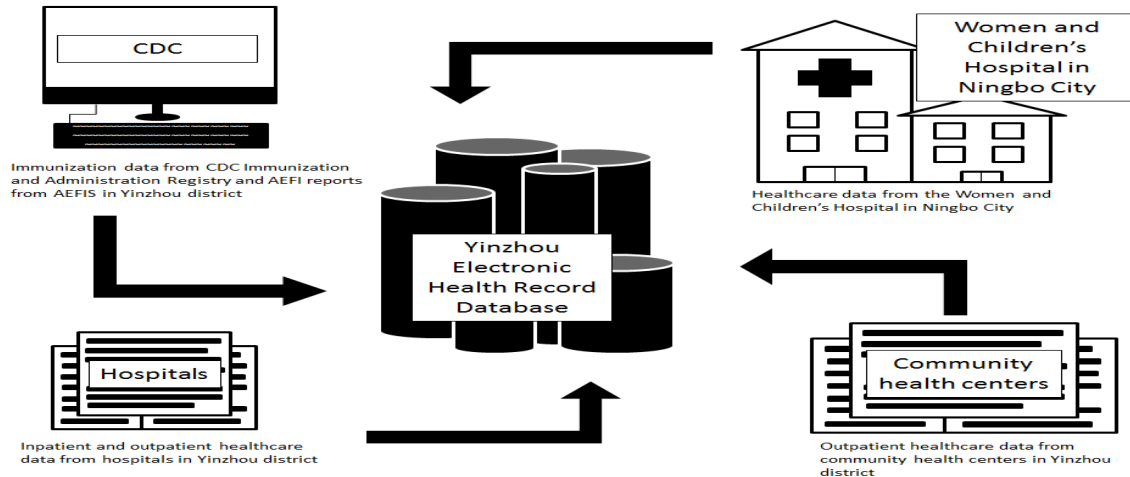 CDC
Immunization data from CDC Immunization
and Administration Registry and AEFI reports
from AEFIS in Yinzhou district
Women and
Children's
Hospital in
Ningbo City
Healthcare data from the Women and
Children's Hospital in Ningbo City
Yinzhou
Electronic
Health Record
Database
Hospitals
Inpatient and outpatient healthcare
data from hospitals in Yinzhou district
Community
health centers
Outpatient healthcare data from
community health centers in Yinzhou
district